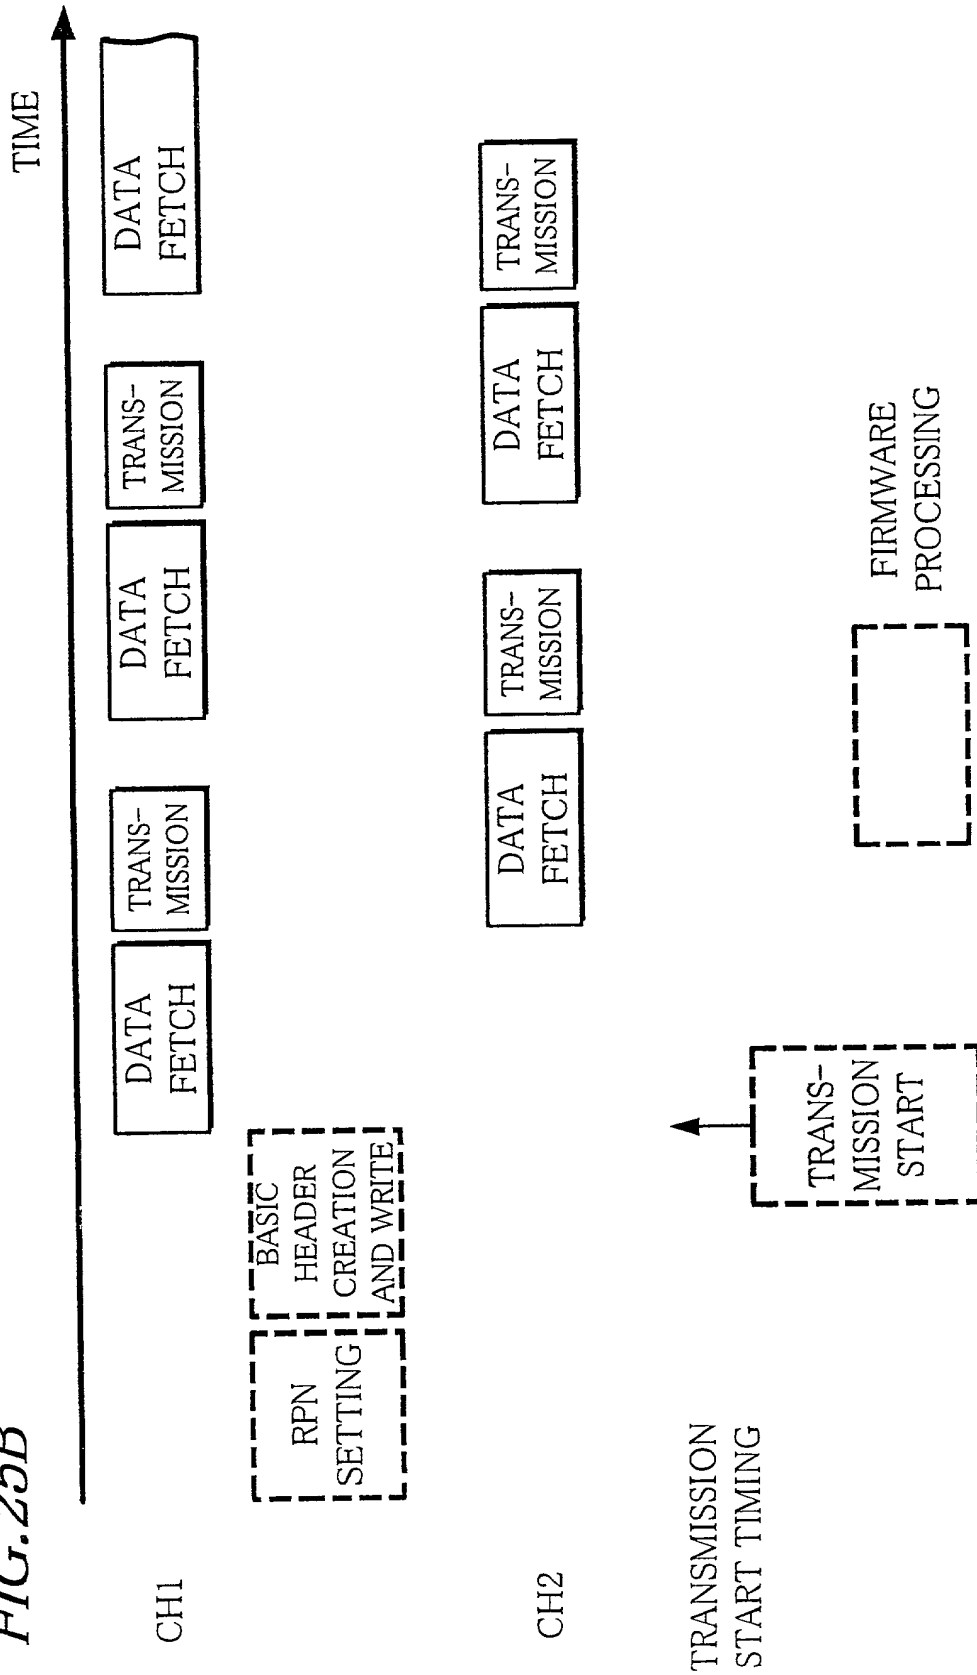 FIG.25B
TIME
CH1
DATA
FETCH
TRANS-
MISSION
DATA
FETCH
TRANS-
MISSION
DATA
FETCH
RPN
SETTING
BASIC
HEADER
CREATION
AND WRITE
CH2
DATA
FETCH
TRANS-
MISSION
DATA
FETCH
TRANS-
MISSION
TRANSMISSION
START TIMING
TRANS-
MISSION
START
FIRMWARE
PROCESSING